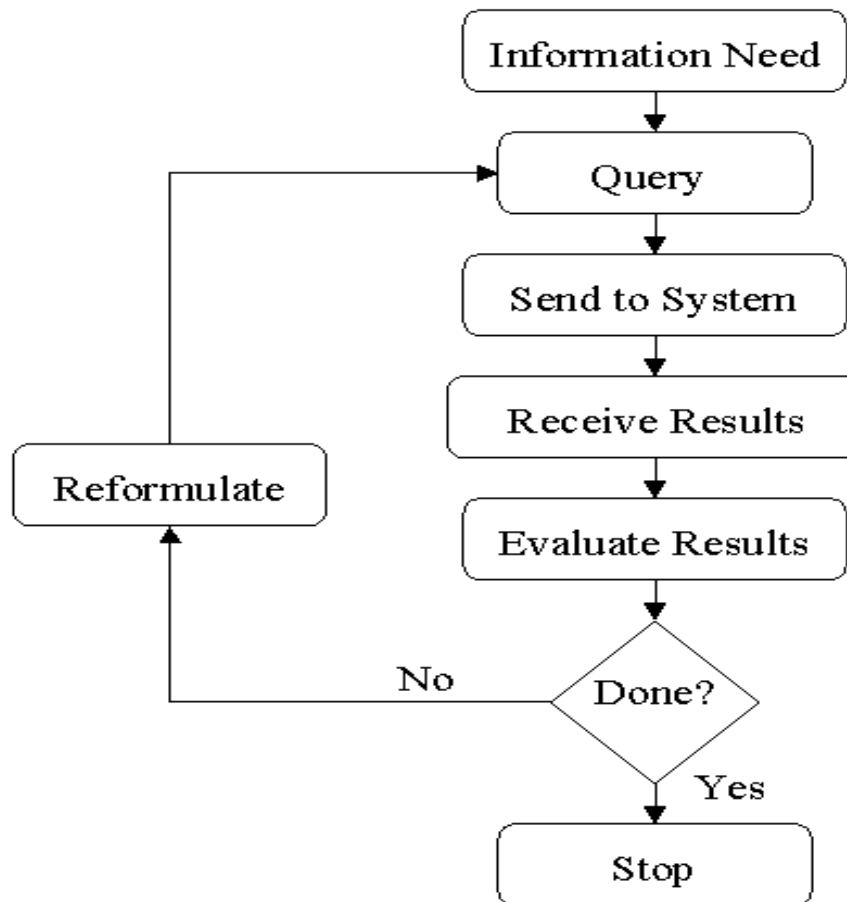 Information Need
Query
Send to System
Receive Results
Reformulate
Evaluate Results
No
Done?
Yes
Stop